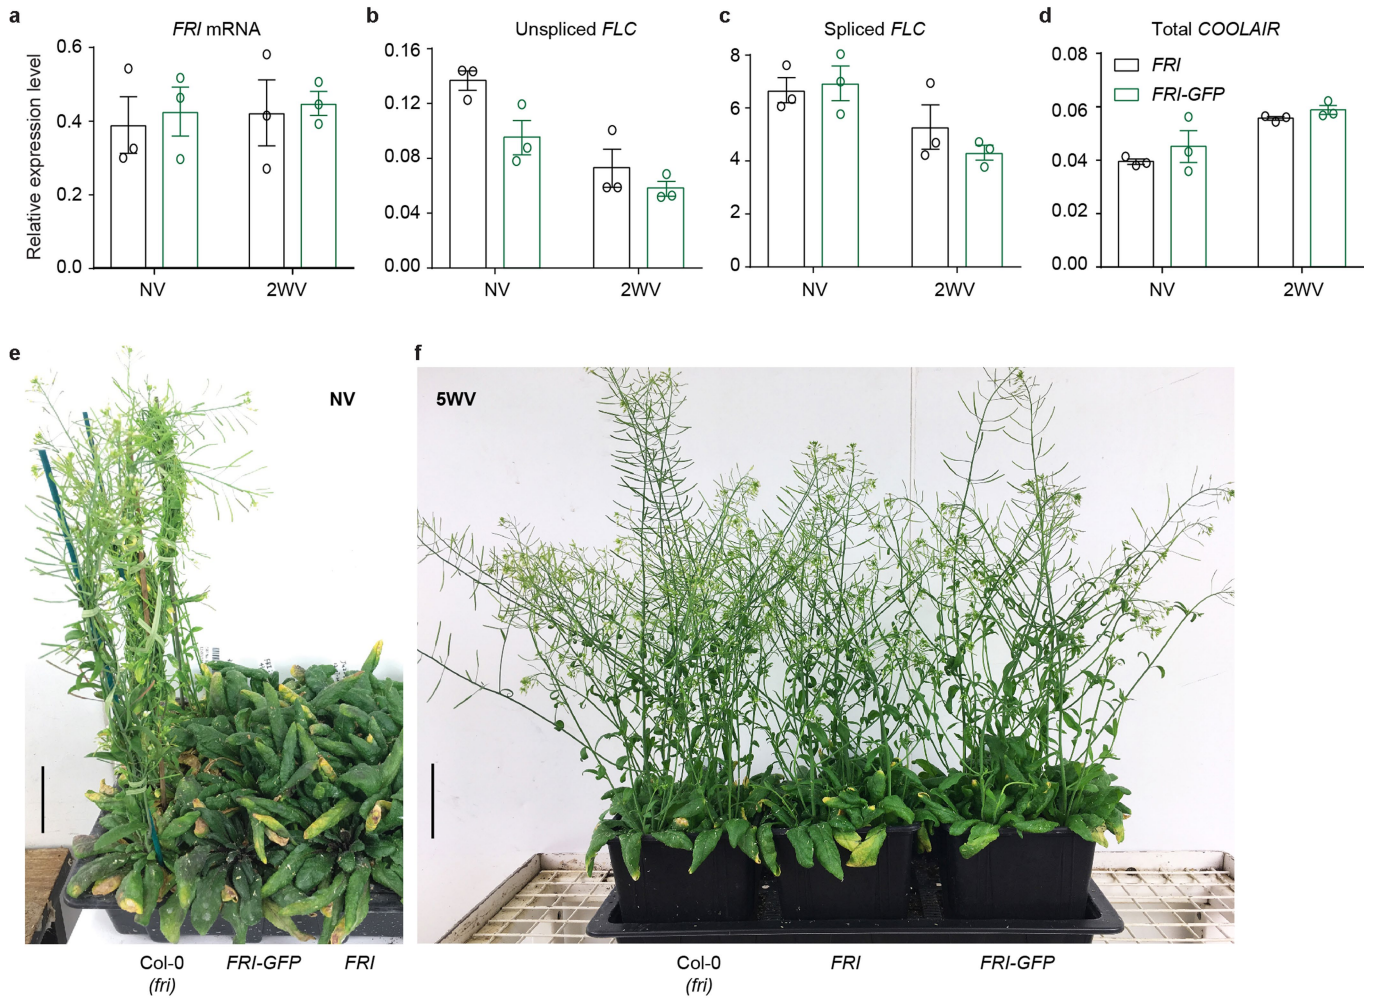 a
FRI mRNA
Relative expression level
0.6
0.4
0.2
0.0
NV
2WV
b
Unspliced FLC
0.16
0.12
0.08
0.04
0.00
NV
2WV
c
Spliced FLC
8
6
4
2
0
NV
2WV
d
Total COOLAIR
0.08
0.06
0.04
0.02
0.00
FRI
FRI-GFP
NV
2WV
e
NV
Col-0
(fri)
FRI-GFP
FRI
f
5WV
Col-0
(fri)
FRI
FRI-GFP